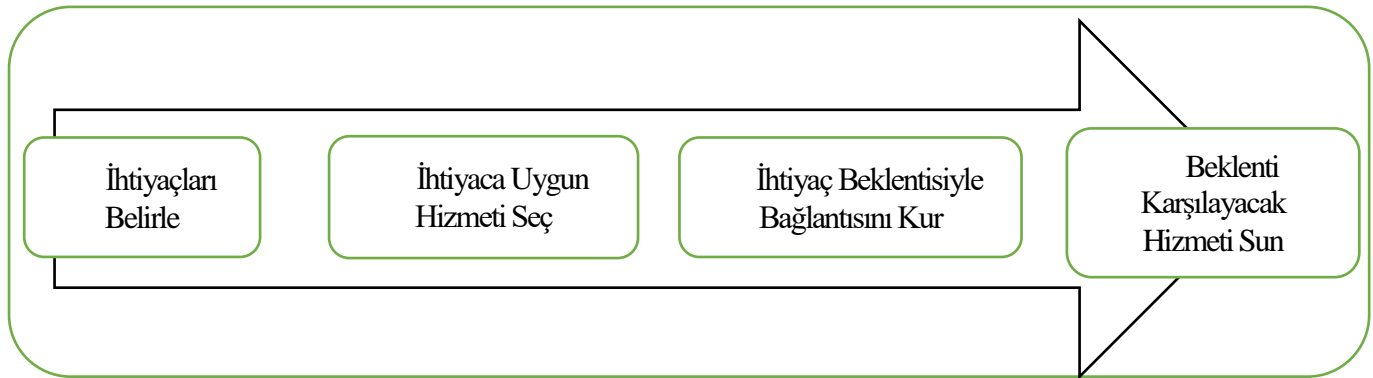 İhtiyaçları
Belirle
İhtiyaca Uygun
Hizmeti Seç
İhtiyaç Beklentisiyle
Bağlantısını Kur
Beklenti
Karşılayacak
Hizmeti Sun